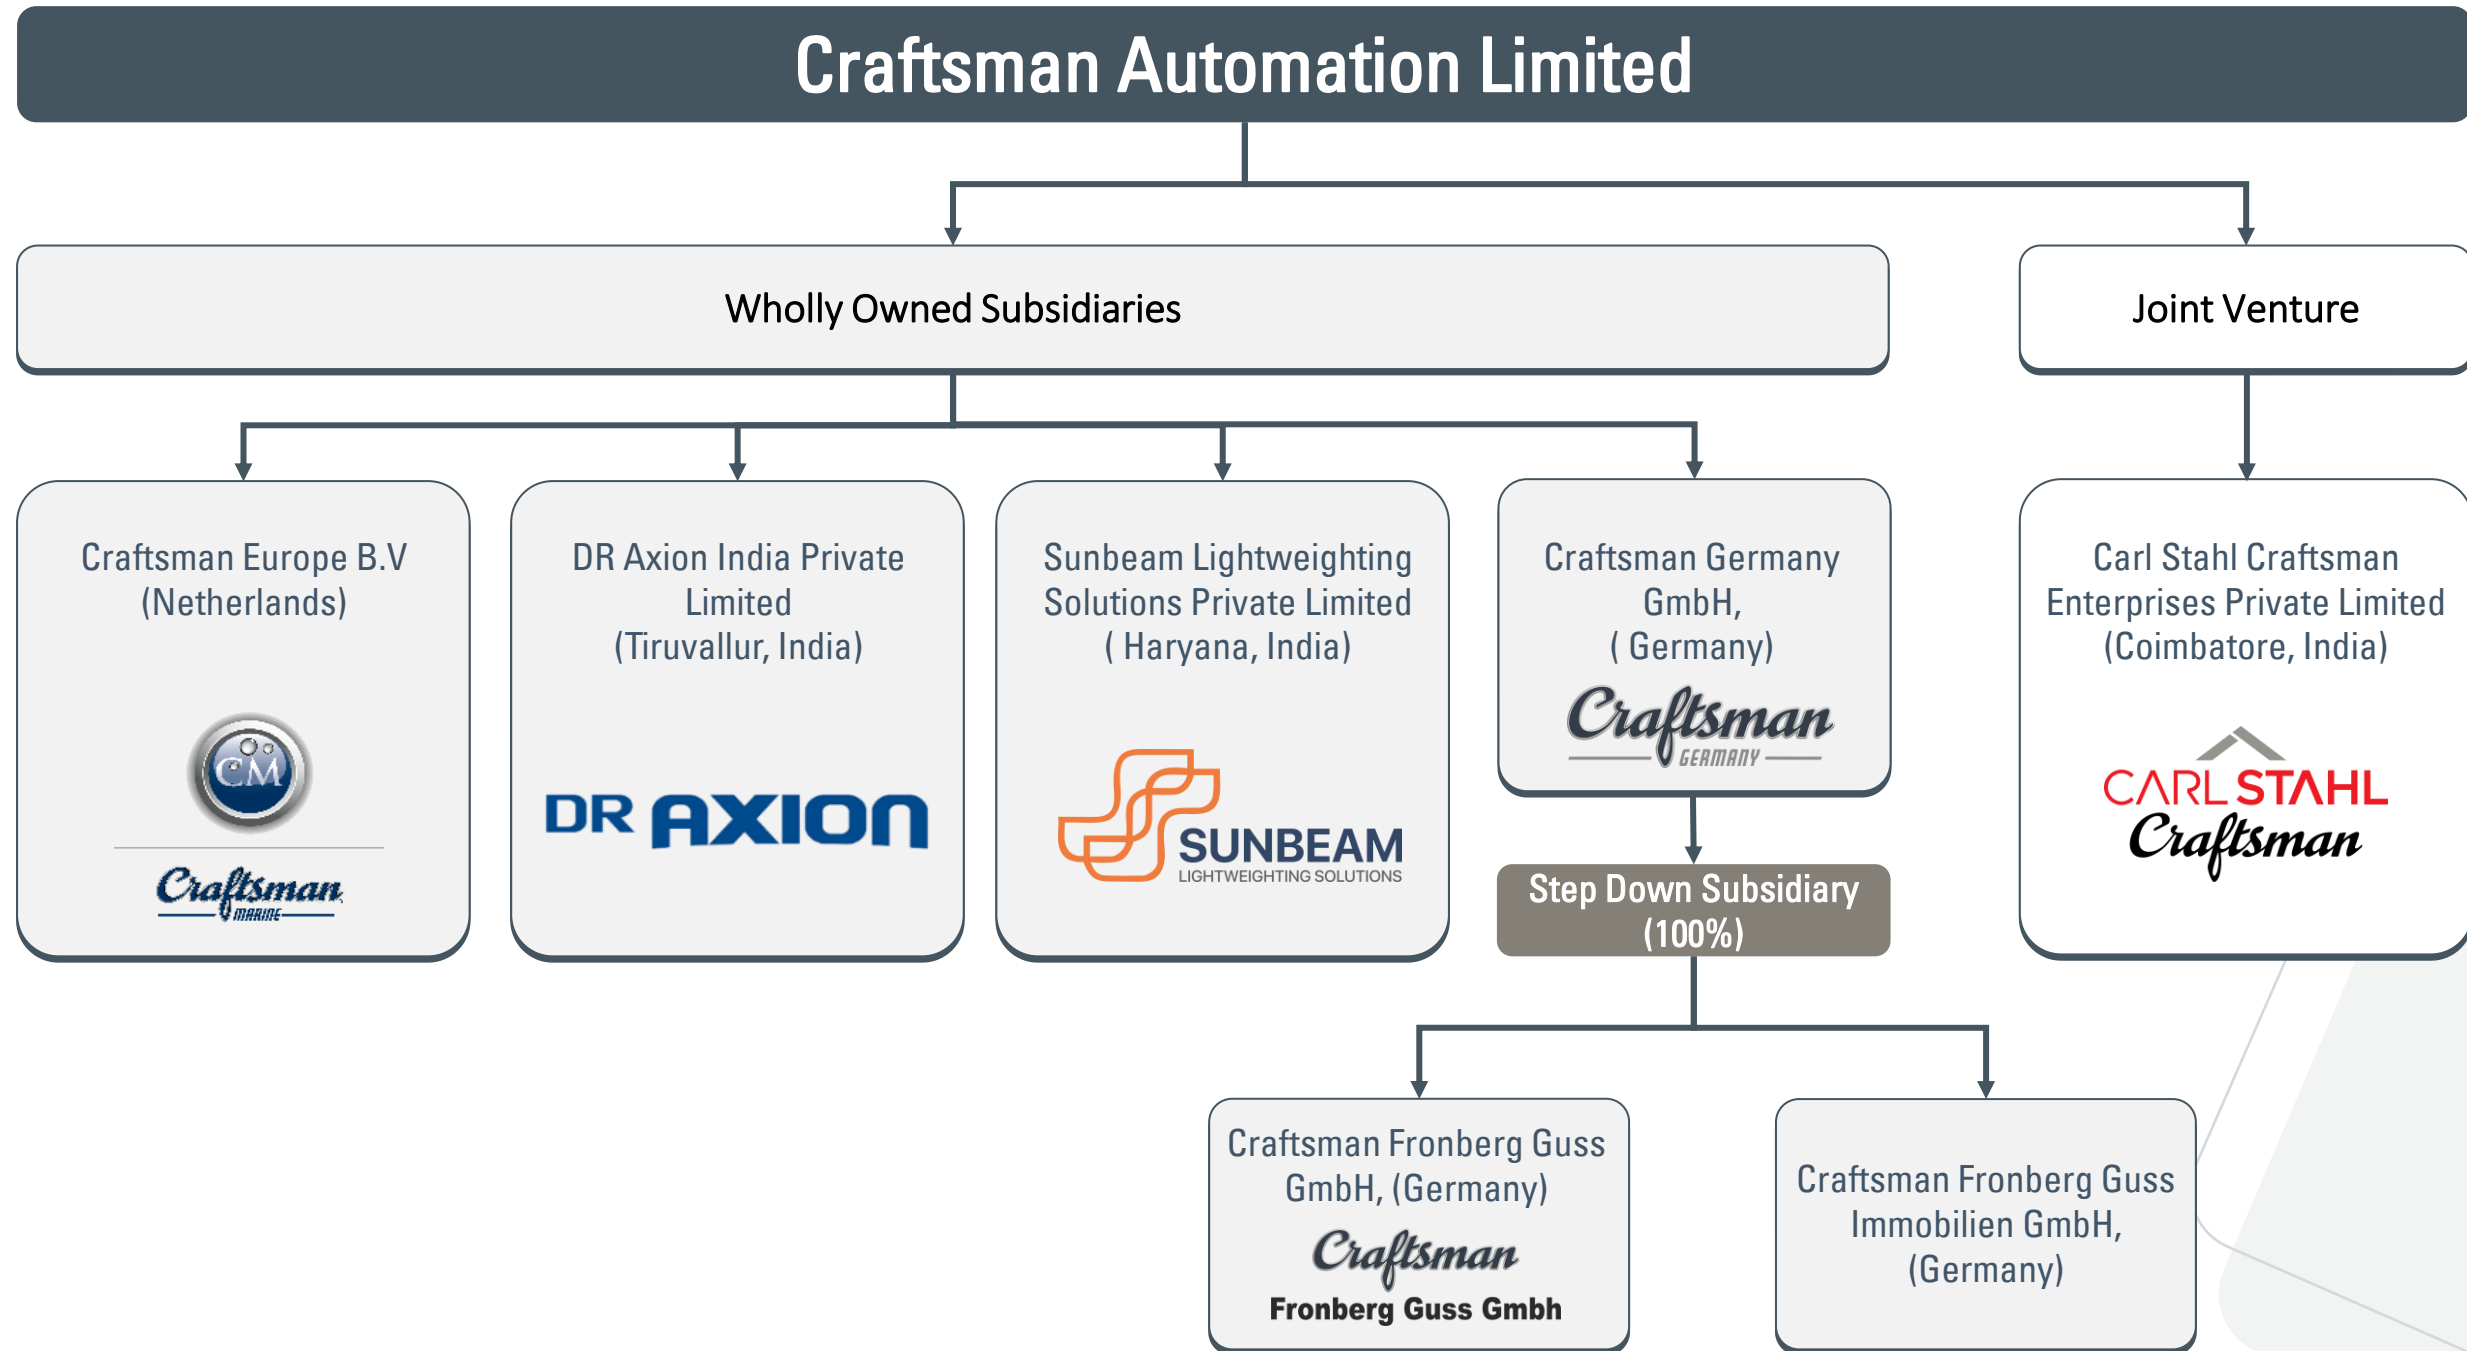 Craftsman Automation Limited
Wholly Owned Subsidiaries
Joint Venture
Craftsman Europe B.V
(Netherlands)
CM
Craftsman
MARINE
DR Axion India Private
Limited
(Tiruvallur, India)
DR AXION
Sunbeam Lightweighting
Solutions Private Limited
( Haryana, India)
SUNBEAM
LIGHTWEIGHTING SOLUTIONS
Craftsman Germany
GmbH,
( Germany)
Craftsman
GERMANY
Carl Stahl Craftsman
Enterprises Private Limited
(Coimbatore, India)
CARL STAHL
Craftsman
Step Down Subsidiary
(100%)
Craftsman Fronberg Guss
GmbH, (Germany)
Craftsman
Fronberg Guss Gmbh
Craftsman Fronberg Guss
Immobilien GmbH,
(Germany)